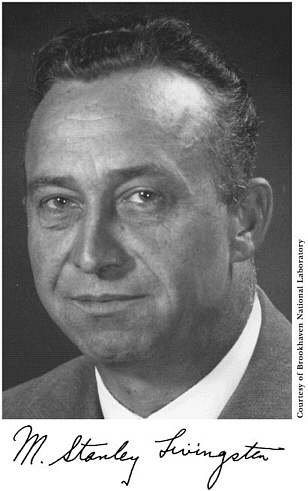 Courtesy of Brookhaven National Laboratory
M. Stanley Livingston